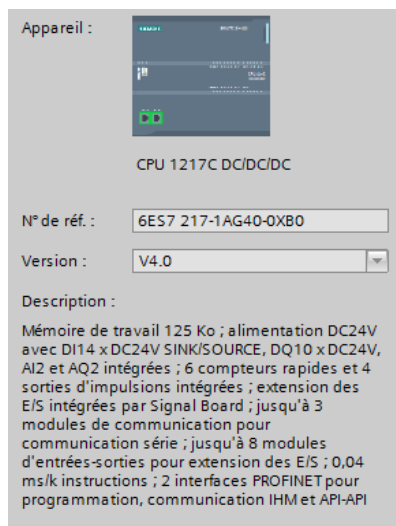 Appareil :
SIEMENS
CPU 1217C DC/DC/DC
N° de réf. :
6ES7 217-1AG40-0XB0
Version :
V4.0
Description :
Mémoire de travail 125 Ko ; alimentation DC24V
avec DI14 x DC24V SINK/SOURCE, DQ10 x DC24V,
AI2 et AQ2 intégrées ; 6 compteurs rapides et 4
sorties d'impulsions intégrées ; extension des
E/S intégrées par Signal Board ; jusqu'à 3
modules de communication pour
communication série ; jusqu'à 8 modules
d'entrées-sorties pour extension des E/S ; 0,04
ms/k instructions ; 2 interfaces PROFINET pour
programmation, communication IHM et API-API